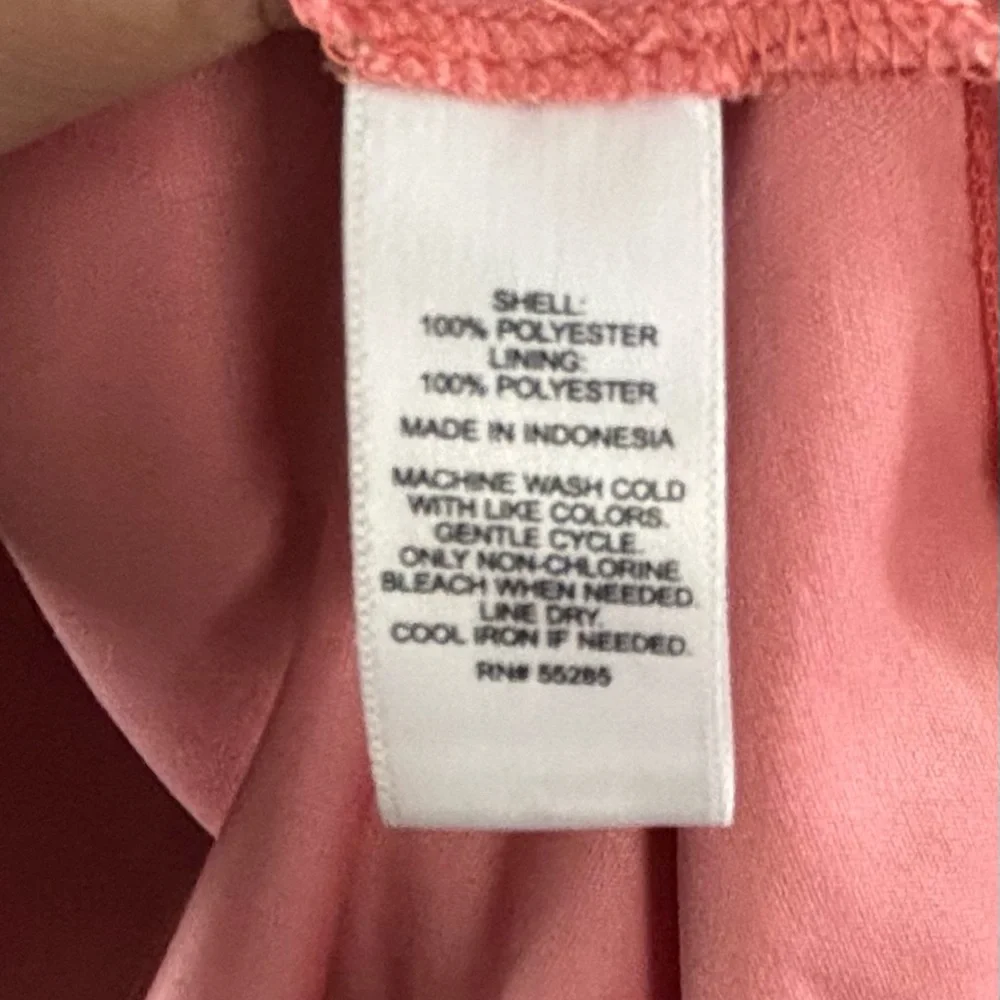 SHELL:
100% POLYESTER
LINING:
100% POLYESTER
MADE IN INDONESIA
MACHINE WASH COLD
WITH LIKE COLORS.
GENTLE CYCLE.
ONLY NON-CHLORINE
BLEACH WHEN NEEDED.
LINE DRY.
COOL IRON IF NEEDED.
RN# 55285